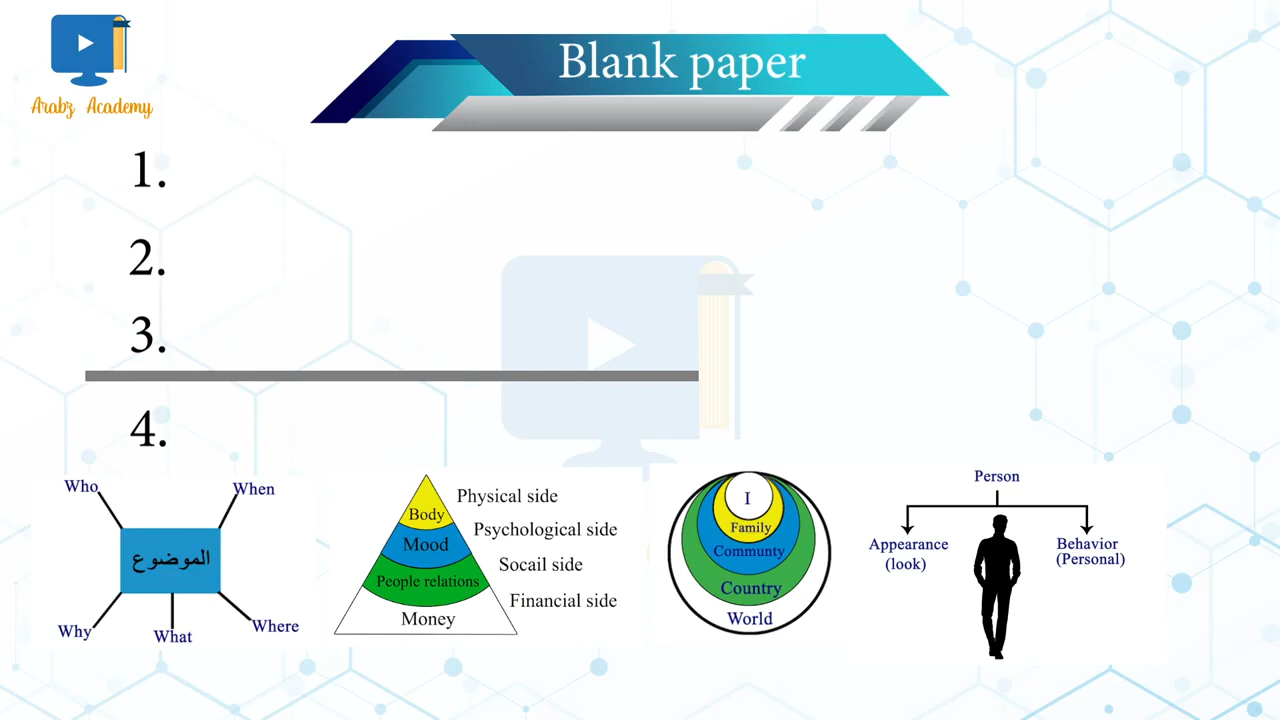 Arabz Academy
Blank paper
1.
2.
3.
4.
Who
When
الموضوع
Why
What
Where
Body
Mood
People relations
Money
Physical side
Psychological side
Socail side
Financial side
I
Family
Communty
Country
World
Person
Appearance
(look)
Behavior
(Personal)